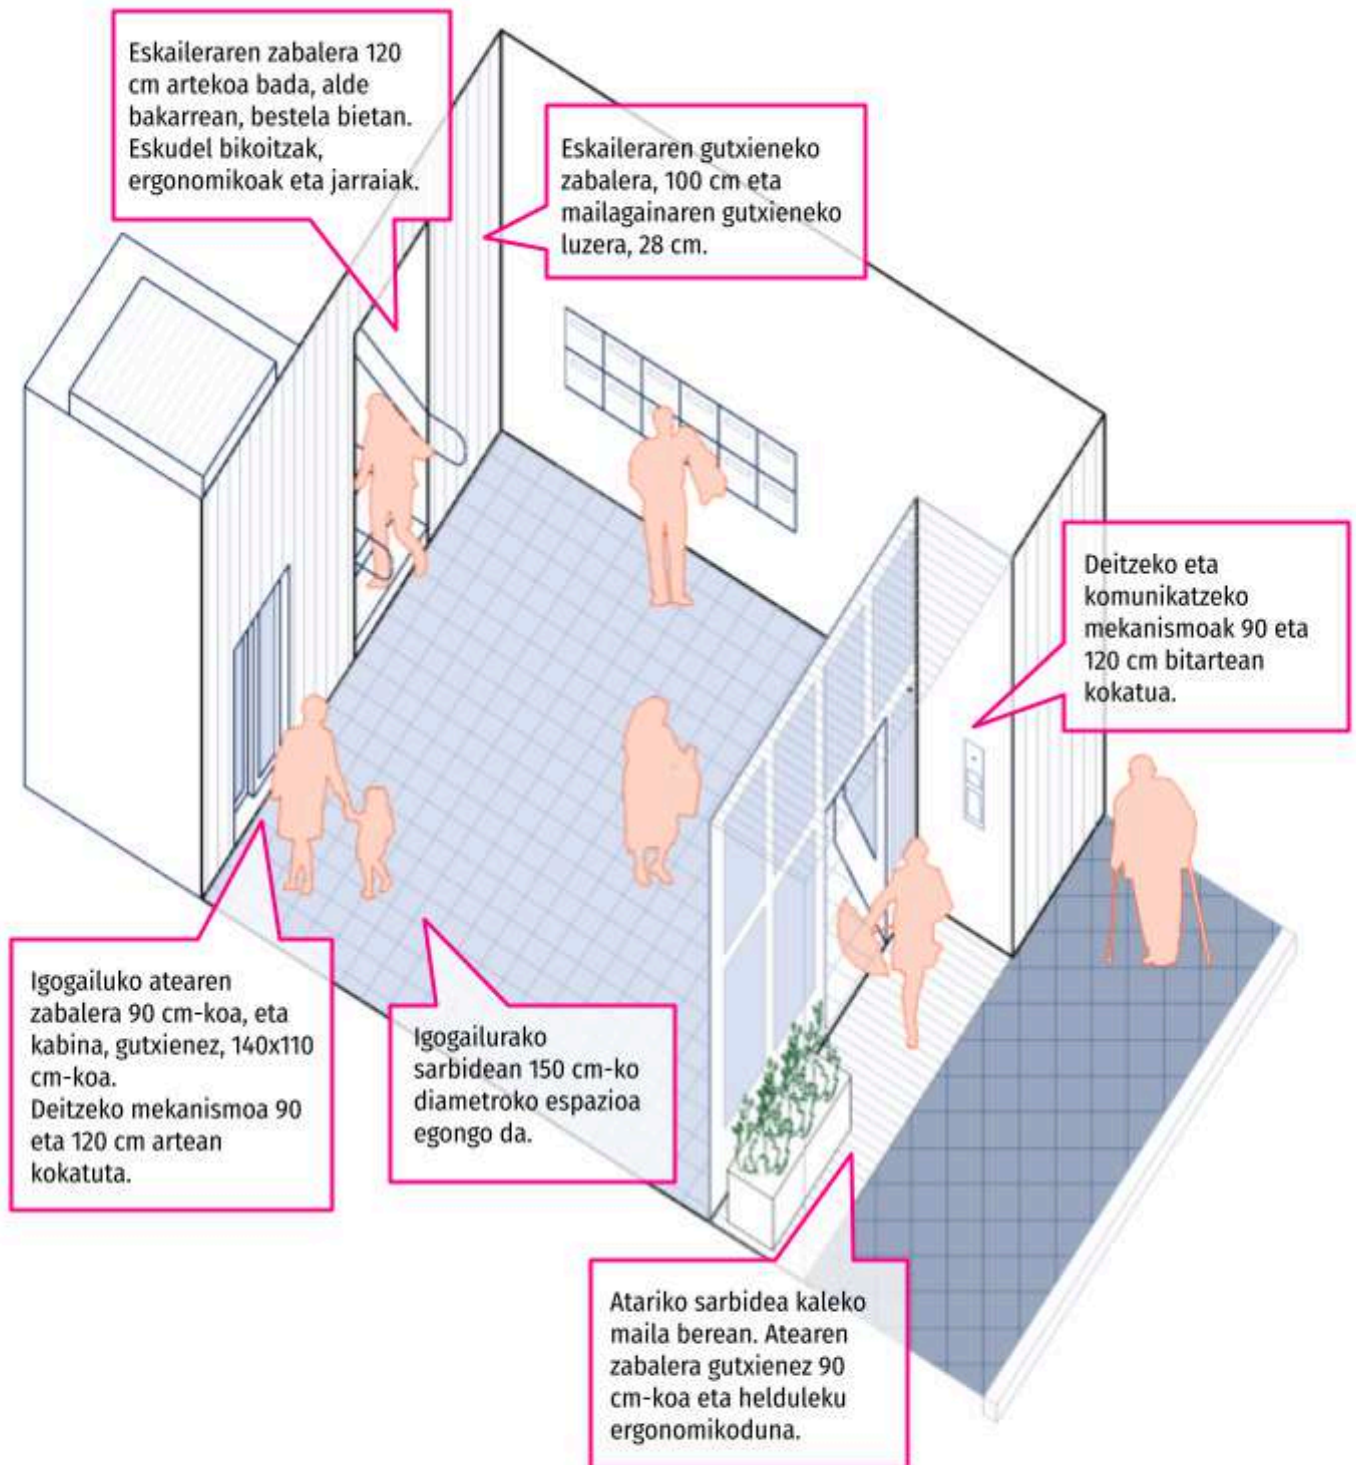 Eskaileraren zabalera 120
cm artekoa bada, alde
bakarrean, bestela bietan.
Eskudel bikoitzak,
ergonomikoak eta jarraiak.
Eskaileraren gutxieneko
zabalera, 100 cm eta
mailagainaren gutxieneko
luzera, 28 cm.
Deitzeko eta
komunikatzeko
mekanismoak 90 eta
120 cm bitartean
kokatua.
Igogailuko atearen
zabalera 90 cm-koa, eta
kabina, gutxienez, 140x110
cm-koa.
Deitzeko mekanismoa 90
eta 120 cm artean
kokatuta.
Igogailurako
sarbidean 150 cm-ko
diametroko espazioa
egongo da.
Atariko sarbidea kaleko
maila berean. Atearen
zabalera gutxienez 90
cm-koa eta helduleku
ergonomikoduna.